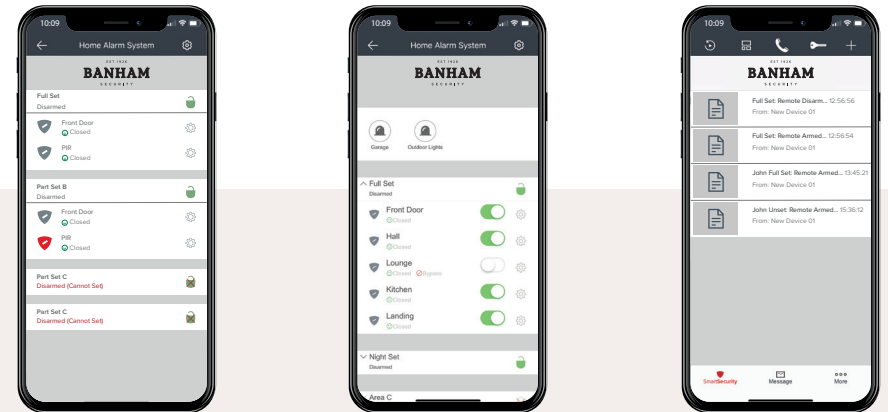 10:09
Home Alarm System
EST 1926
BANHAM
SECURITY
Full Set
Disarmed
Front Door
Closed
PIR
Closed
Part Set B
Disarmed
Front Door
Closed
PIR
Closed
Part Set C
Disarmed (Cannot Set)
Part Set C
Disarmed (Cannot Set)
10:09
Home Alarm System
EST 1926
BANHAM
SECURITY
Garage
Outdoor Lights
Full Set
Disarmed
Front Door
Closed
Hall
Closed
Lounge
Closed Bypass
Kitchen
Closed
Landing
Closed
Night Set
Disarmed
Area C
10:09
EST 1926
BANHAM
SECURITY
Full Set: Remote Disarm... 12:56:56
From: New Device 01
Full Set: Remote Armed... 12:56:54
From: New Device 01
John Full Set: Remote Armed... 13:45:21
From: New Device 01
John Unset: Remote Armed... 15:36:12
From: New Device 01
SmartSecurity
Message
More